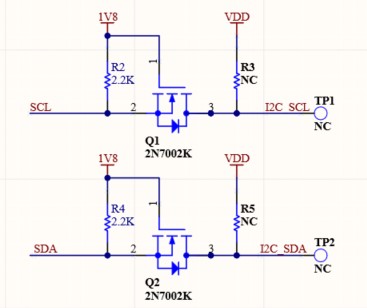 1V8 VDD
R2
2.2K
1
R3
NC
SCL 2 3 I2C_SCL TP1
NC
Q1
2N7002K
1V8 VDD
R4
2.2K
1
R5
NC
SDA 2 3 I2C_SDA TP2
NC
Q2
2N7002K